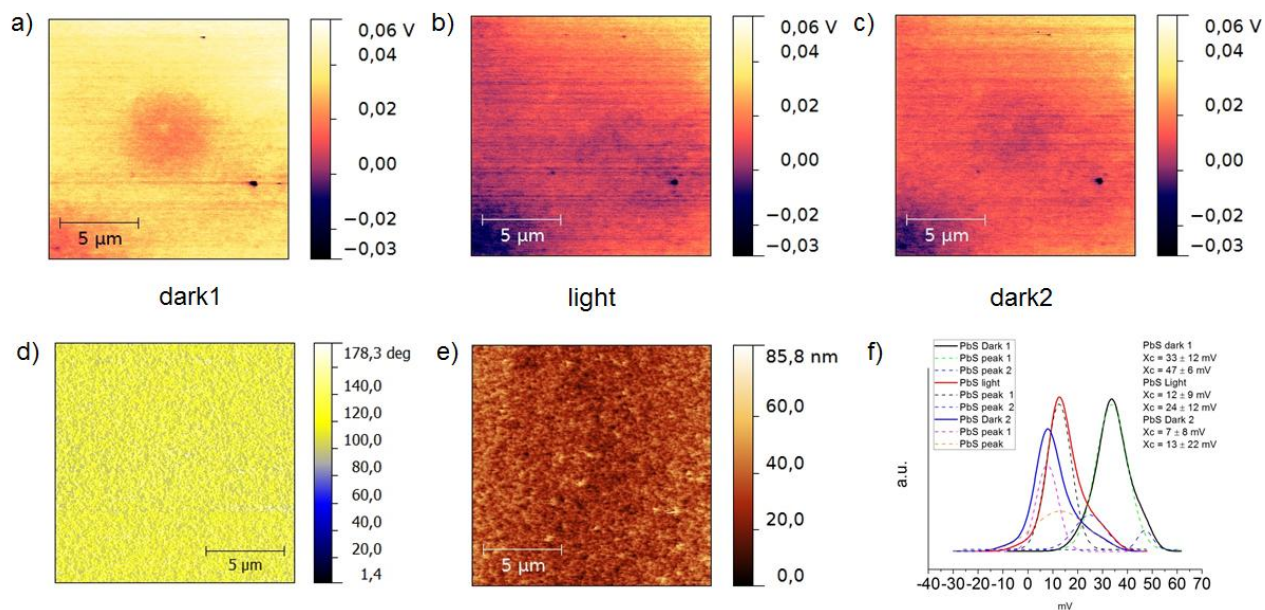 a)
0,06 V
0,04
0,02
0,00
−0,02
−0,03
5 µm
dark1
b)
0,06 V
0,04
0,02
0,00
−0,02
−0,03
5 µm
light
c)
0,06 V
0,04
0,02
0,00
−0,02
−0,03
5 µm
dark2
d)
178,3 deg
140,0
120,0
100,0
80,0
60,0
40,0
20,0
1,4
5 µm
e)
85,8 nm
60,0
40,0
20,0
0,0
5 µm
f)
PbS Dark 1
PbS peak 1
PbS peak 2
PbS light
PbS peak 1
PbS peak 2
PbS Dark 2
PbS peak1
PbS peak
PbS dark 1
Xc = 33 ± 12 mV
Xc = 47 ± 6 mV
PbS Light
Xc = 12 ± 9 mV
Xc = 24 ± 12 mV
PbS Dark 2
Xc = 7 ± 8 mV
Xc = 13 ± 22 mV
a.u.
-40 -30 -20 -10 0 10 20 30 40 50 60 70
mV